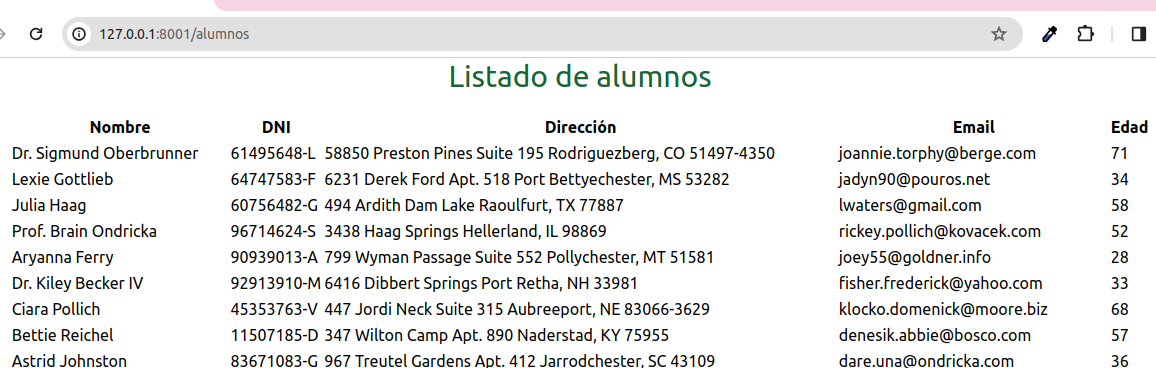 127.0.0.1:8001/alumnos
Listado de alumnos
Nombre DNI Dirección Email Edad
Dr. Sigmund Oberbrunner 61495648-L 58850 Preston Pines Suite 195 Rodriguezberg, CO 51497-4350 joannie.torphy@berge.com 71
Lexie Gottlieb 64747583-F 6231 Derek Ford Apt. 518 Port Bettyechester, MS 53282 jadyn90@pouros.net 34
Julia Haag 60756482-G 494 Ardith Dam Lake Raoulfurt, TX 77887 lwaters@gmail.com 58
Prof. Brain Ondricka 96714624-S 3438 Haag Springs Hellerland, IL 98869 rickey.pollich@kovacek.com 52
Aryanna Ferry 90939013-A 799 Wyman Passage Suite 552 Pollychester, MT 51581 joey55@goldner.info 28
Dr. Kiley Becker IV 92913910-M 6416 Dibbert Springs Port Retha, NH 33981 fisher.frederick@yahoo.com 33
Ciara Pollich 45353763-V 447 Jordi Neck Suite 315 Aubreeport, NE 83066-3629 klocko.domenick@moore.biz 68
Bettie Reichel 11507185-D 347 Wilton Camp Apt. 890 Naderstad, KY 75955 denesik.abbie@bosco.com 57
Astrid Johnston 83671083-G 967 Treutel Gardens Apt. 412 Jarrodchester, SC 43109 dare.una@ondricka.com 36